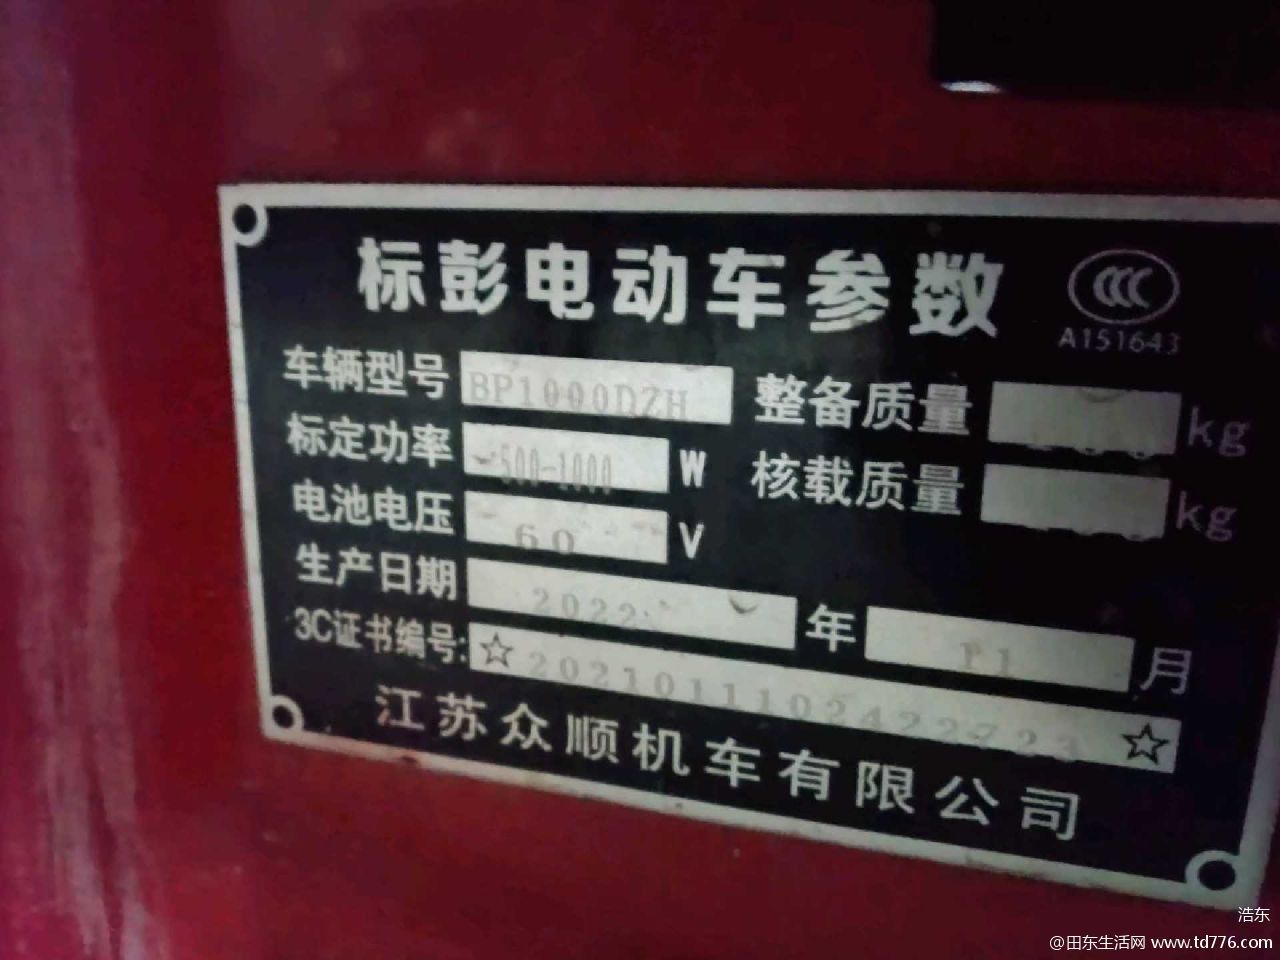 标彭电动车参数
CCC
A151643
车辆型号 BP1000DZH 整备质量 kg
标定功率 500-1000 W 核载质量 kg
电池电压 60 V
生产日期 2022 年 月
3C证书编号: ☆2021011102422723☆
江苏众顺机车有限公司
浩东
@田东生活网 www.td776.com